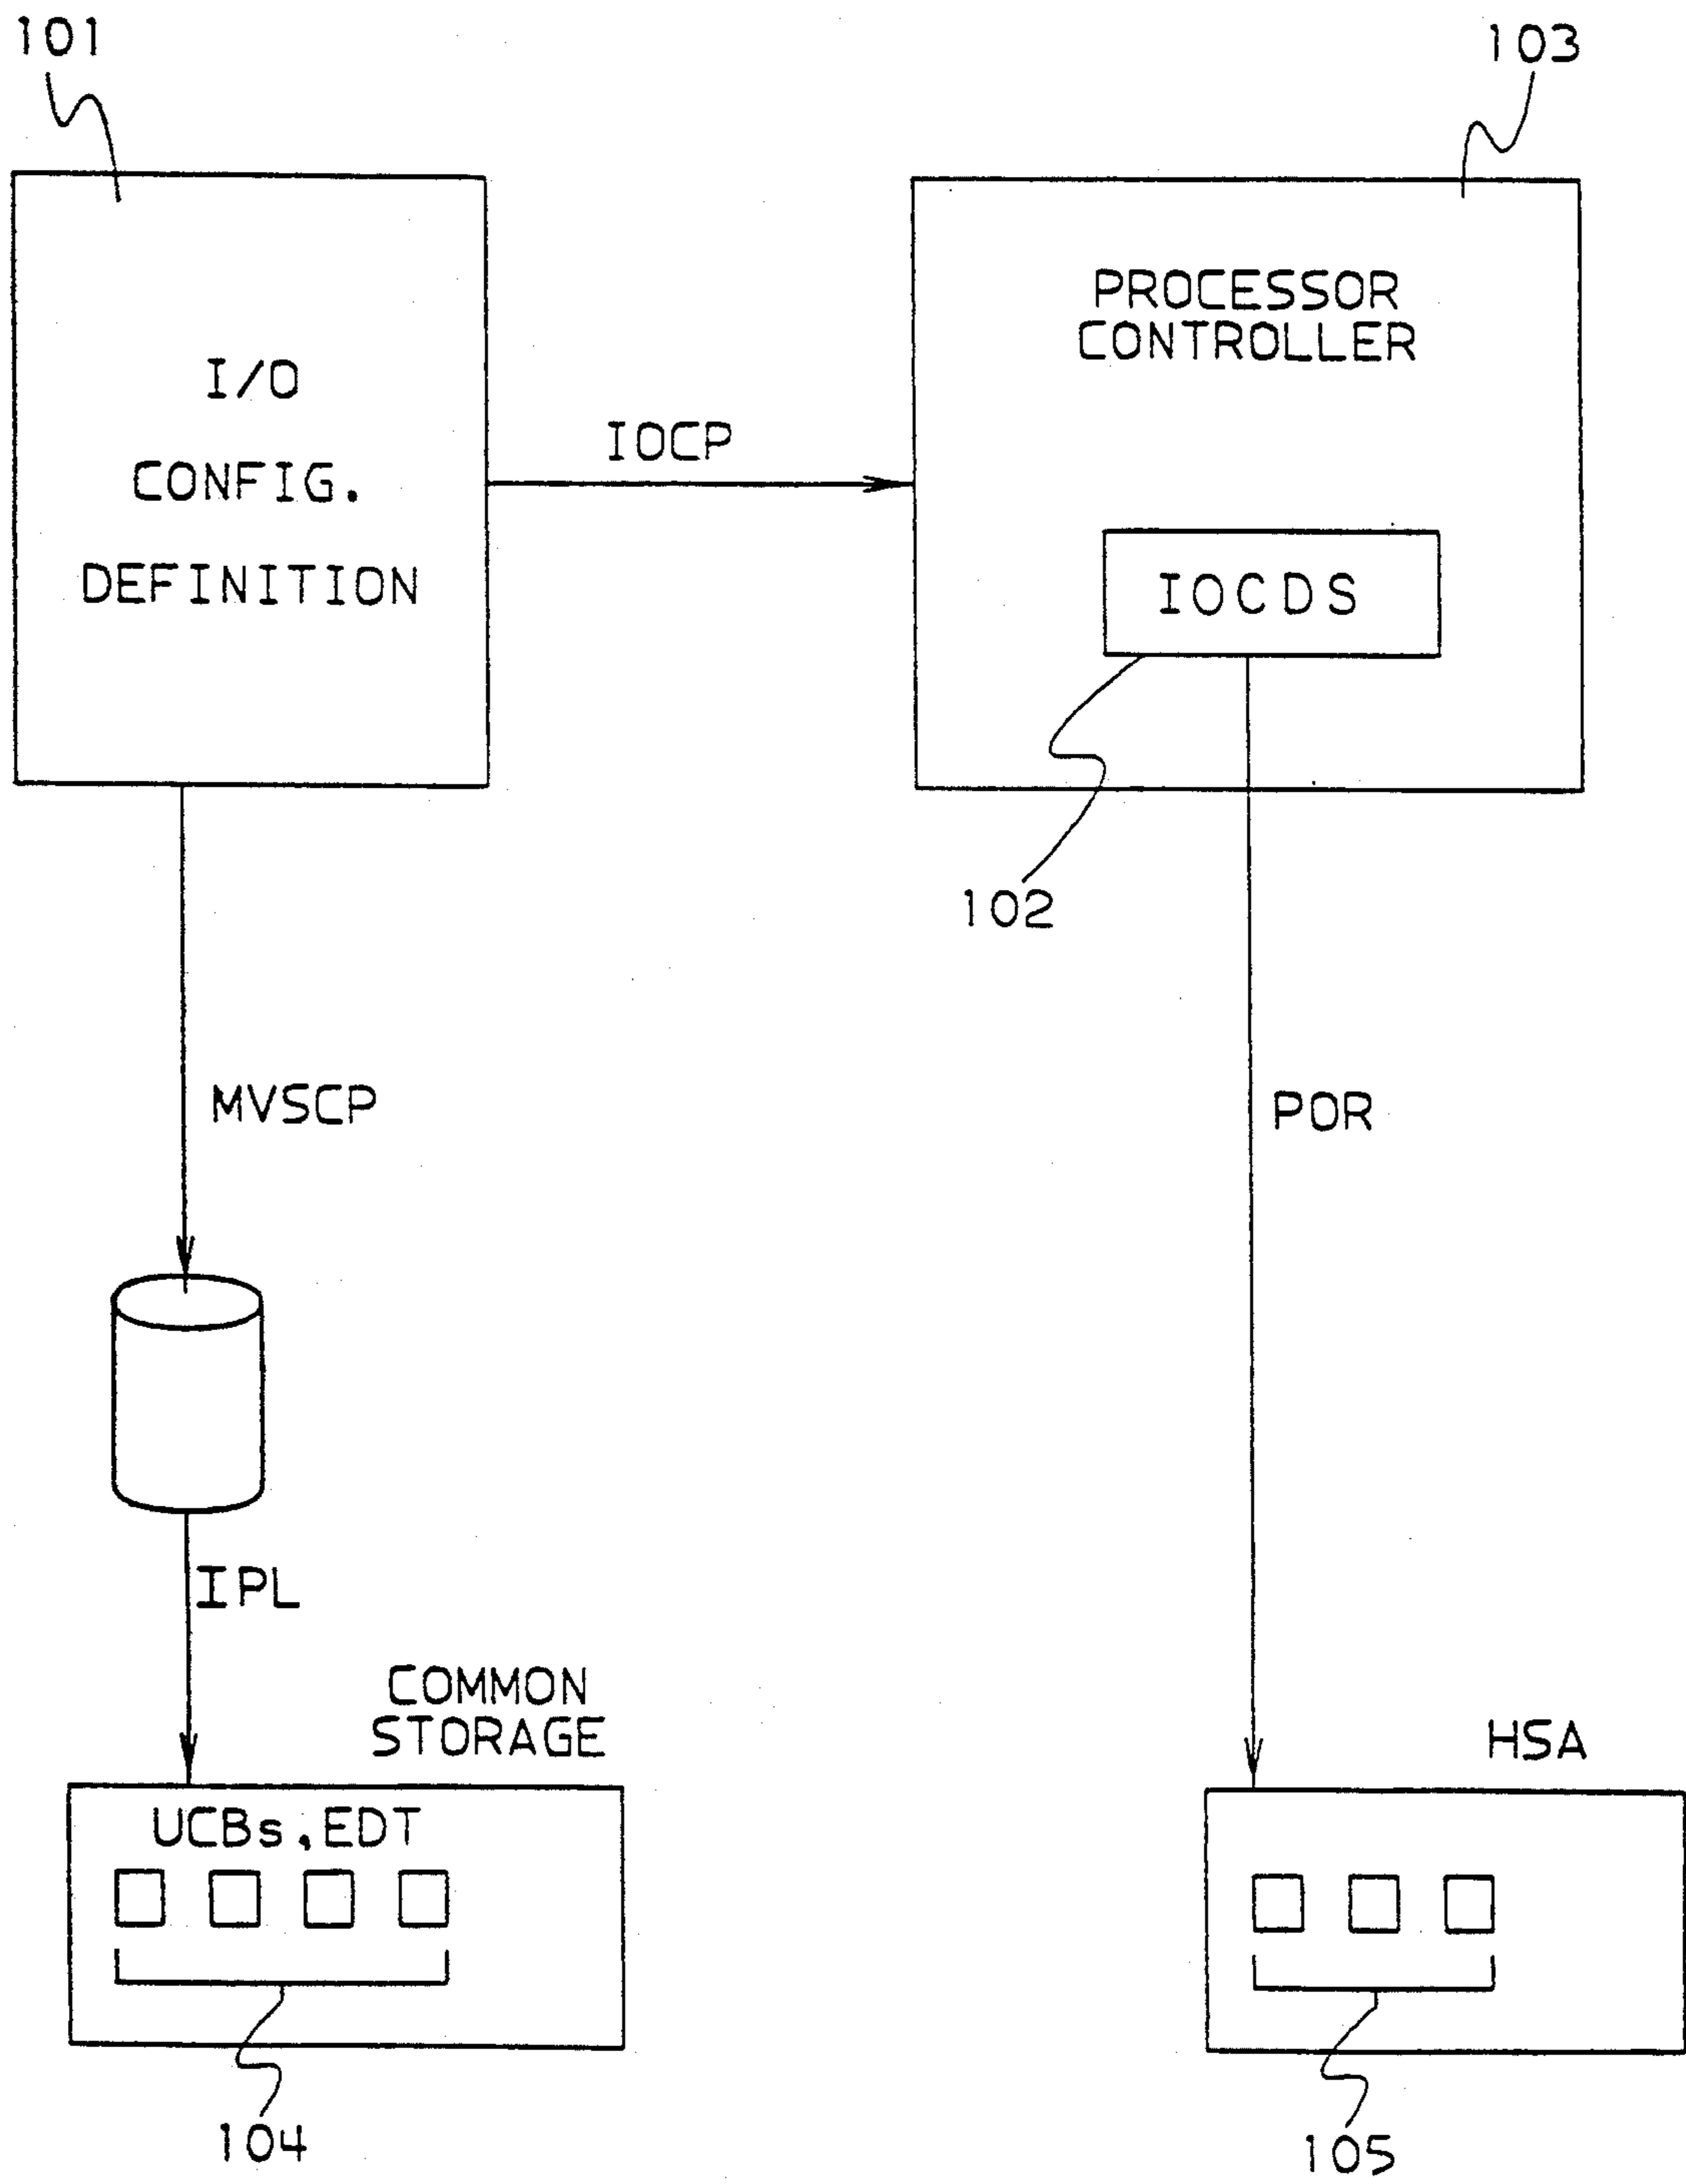 101
103
I/O
CONFIG.
DEFINITION
IOCP
PROCESSOR
CONTROLLER
IOCDS
102
MVSCP
POR
IPL
COMMON
STORAGE
HSA
UCBs,EDT
104
105